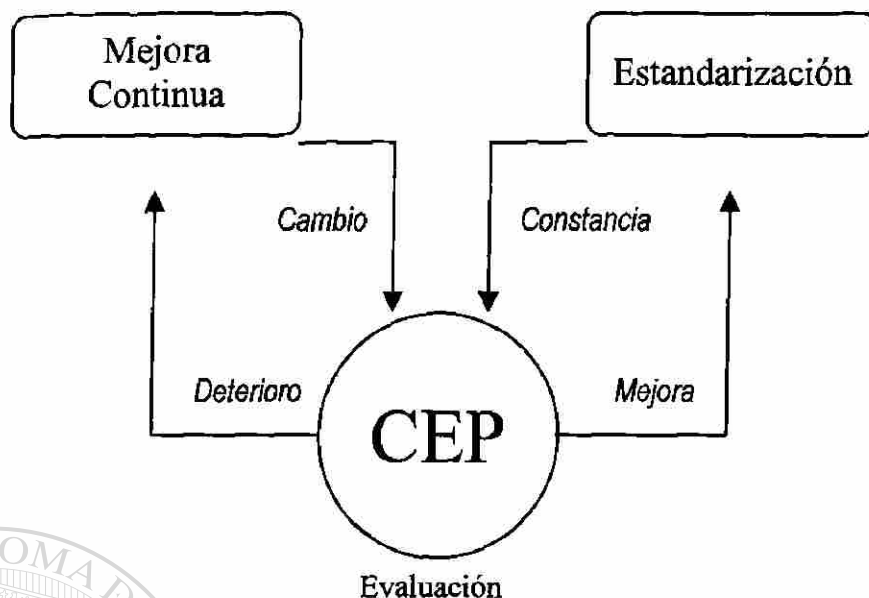 Mejora
Continua
Estandarización
Cambio
Constancia
Deterioro
Mejora
CEP
Evaluación